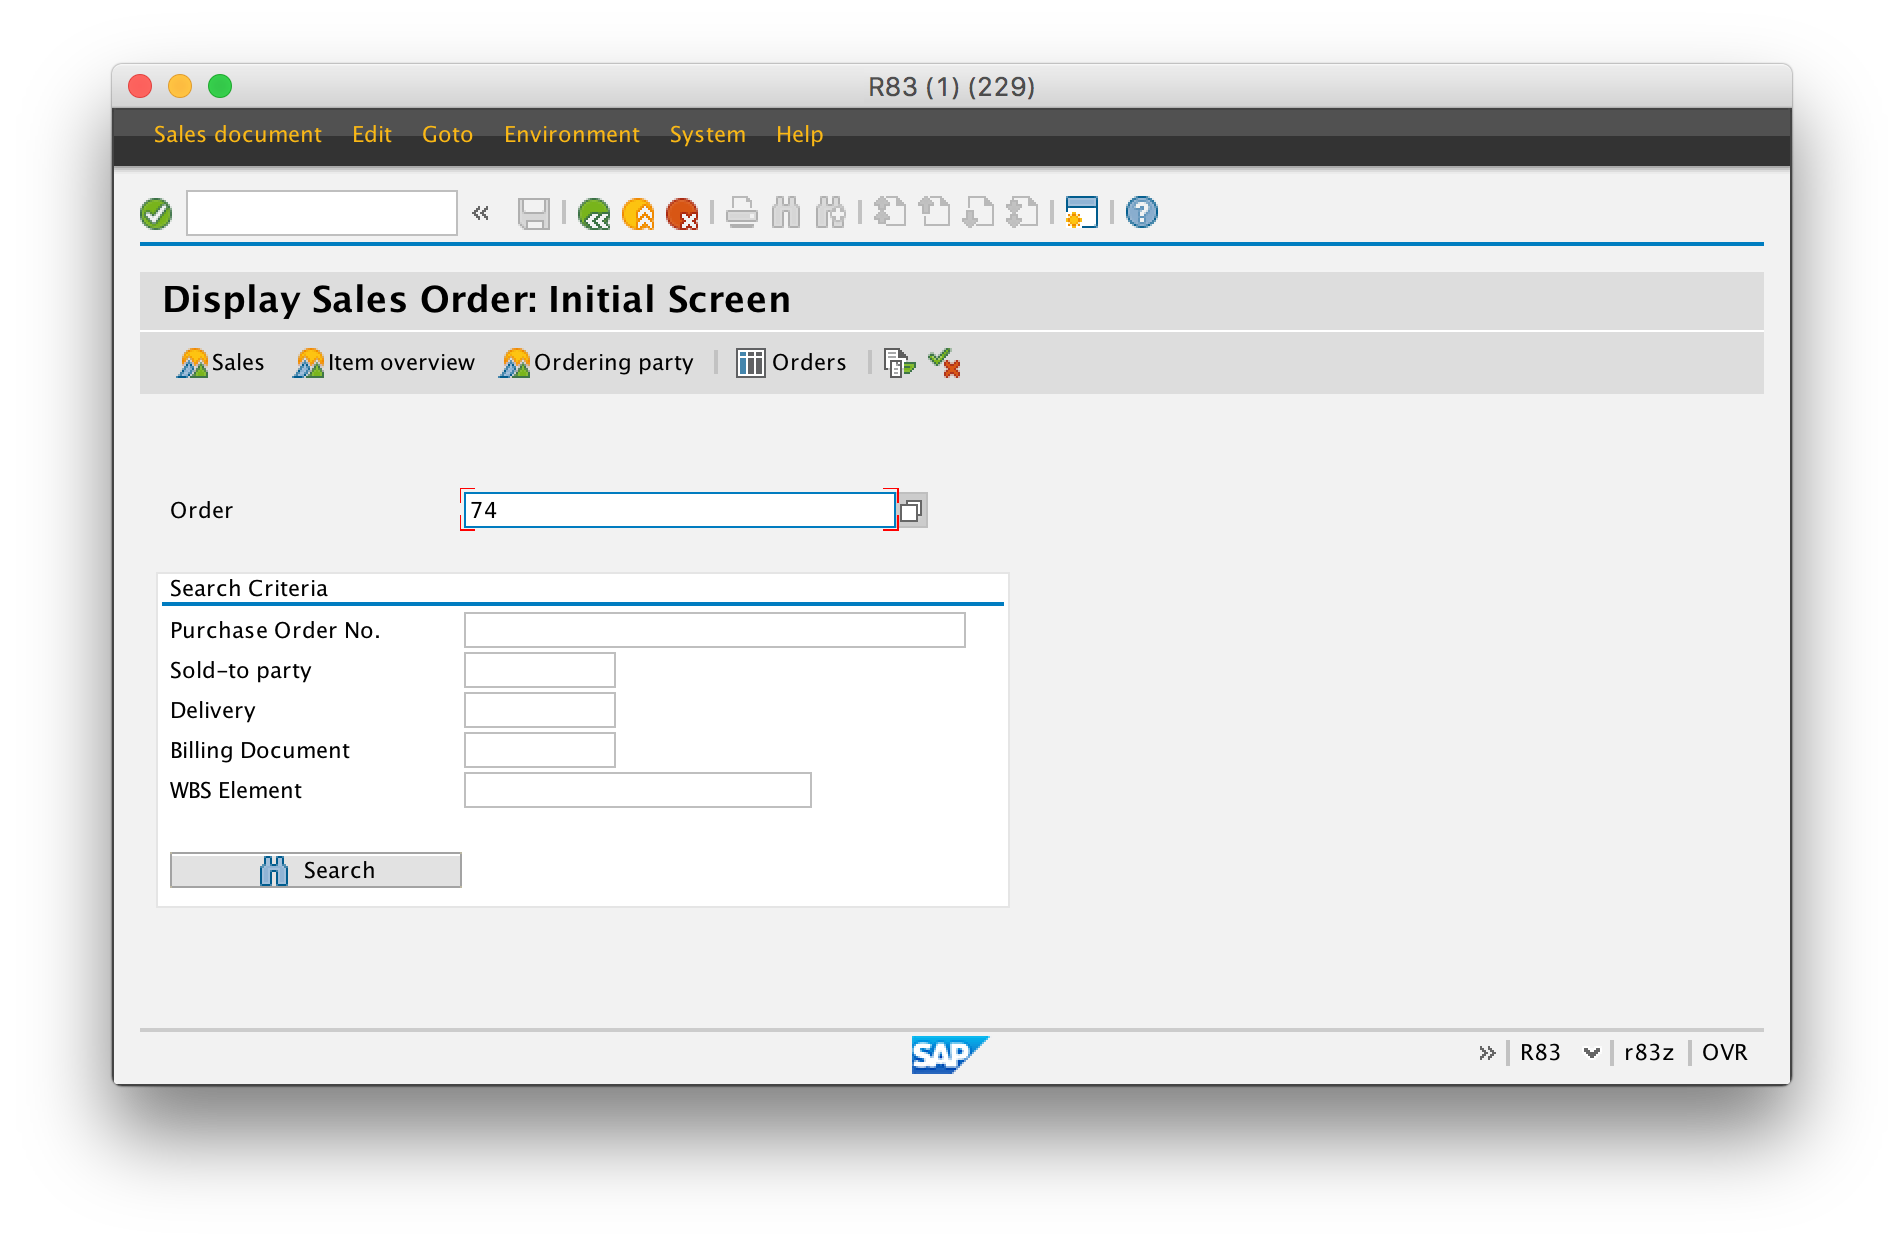 R83 (1) (229)
Sales document Edit Goto Environment System Help
Display Sales Order: Initial Screen
Sales Item overview Ordering party Orders
Order 74
Search Criteria
Purchase Order No.
Sold-to party
Delivery
Billing Document
WBS Element
Search
SAP R83 r83z OVR